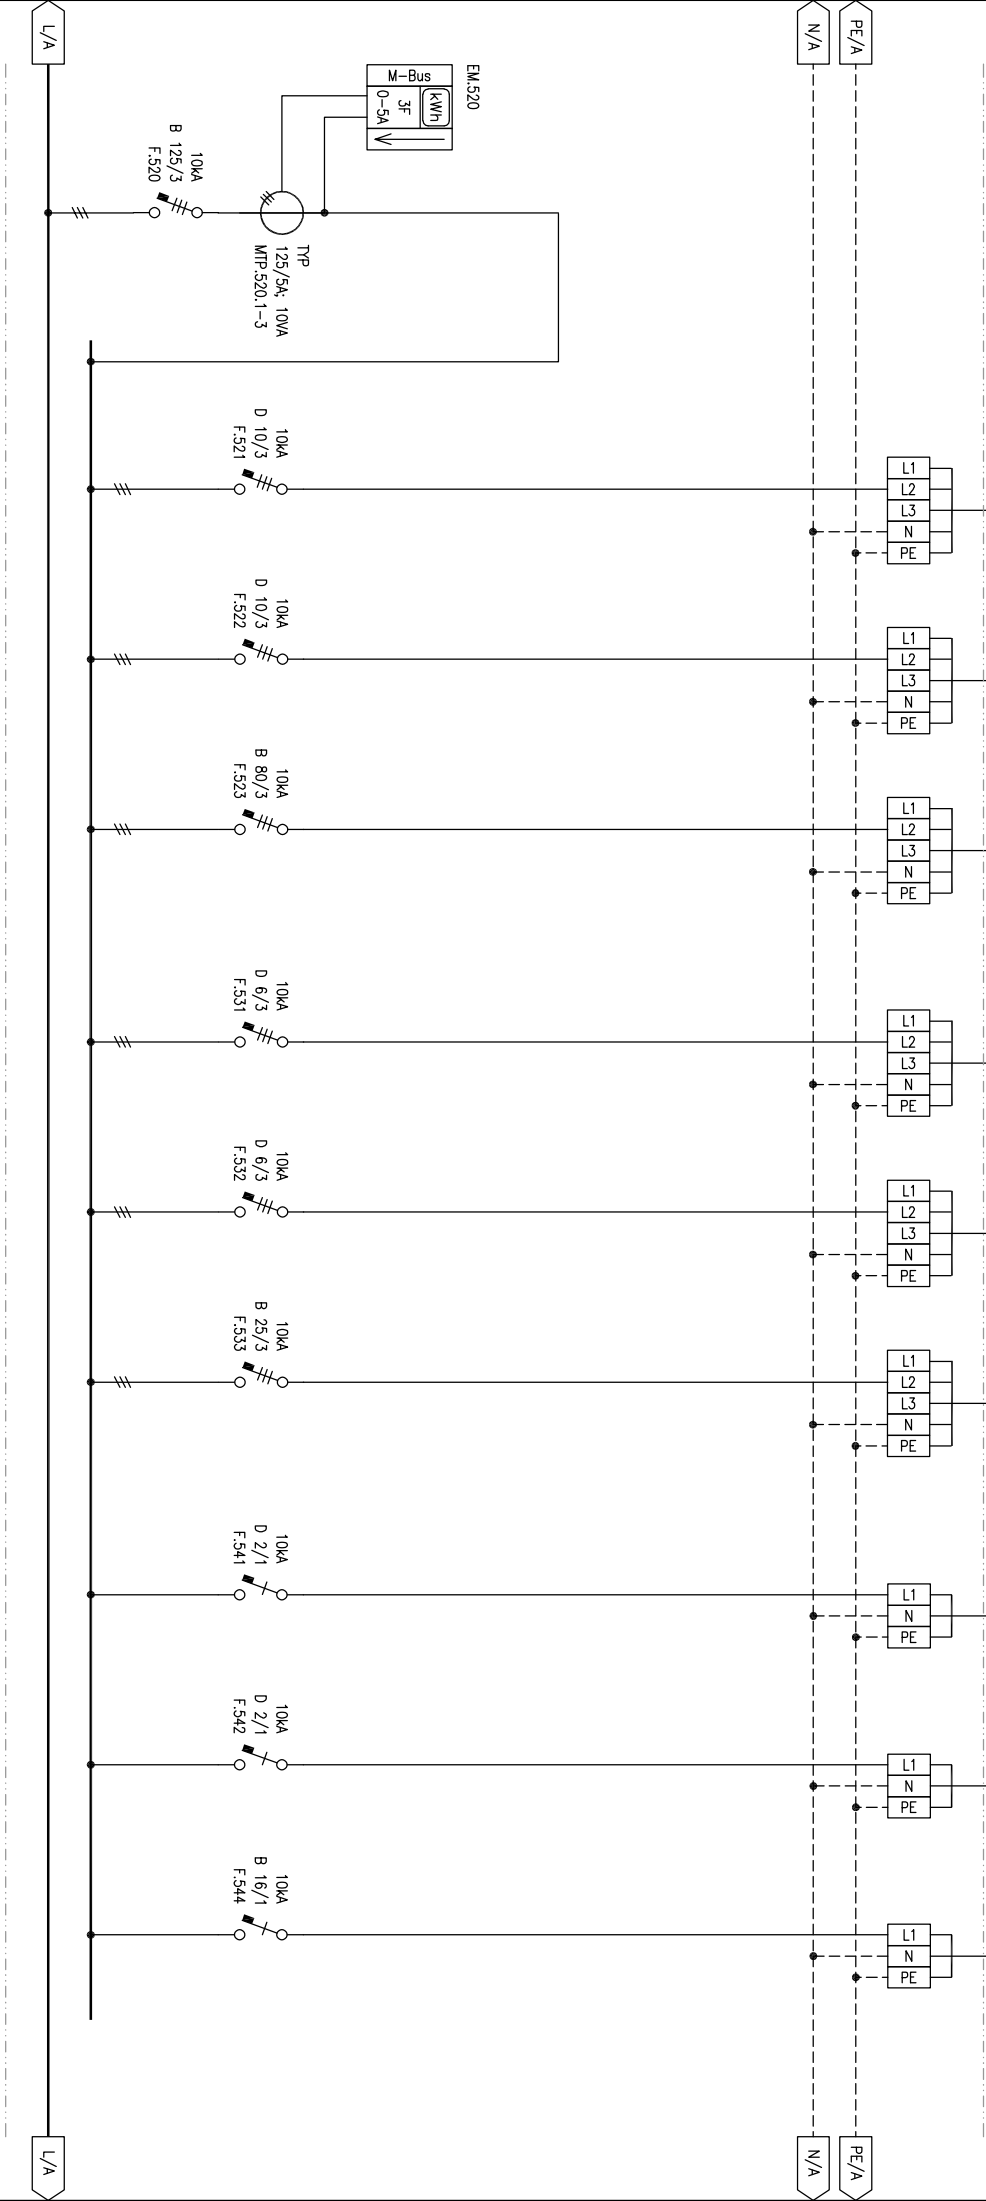 L/A
N/A
PE/A
EM.520
M-Bus
kWh
3F
0-5A
10kA
B 125/3
F.520
TYP
125/5A; 10VA
MTP.520.1-3
10kA
D 10/3
F.521
L1
L2
L3
N
PE
10kA
D 10/3
F.522
L1
L2
L3
N
PE
10kA
B 80/3
F.523
L1
L2
L3
N
PE
10kA
D 6/3
F.531
L1
L2
L3
N
PE
10kA
D 6/3
F.532
L1
L2
L3
N
PE
10kA
B 25/3
F.533
L1
L2
L3
N
PE
10kA
D 2/1
F.541
L1
N
PE
10kA
D 2/1
F.542
L1
N
PE
10kA
B 16/1
F.544
L1
N
PE
L/A
N/A
PE/A